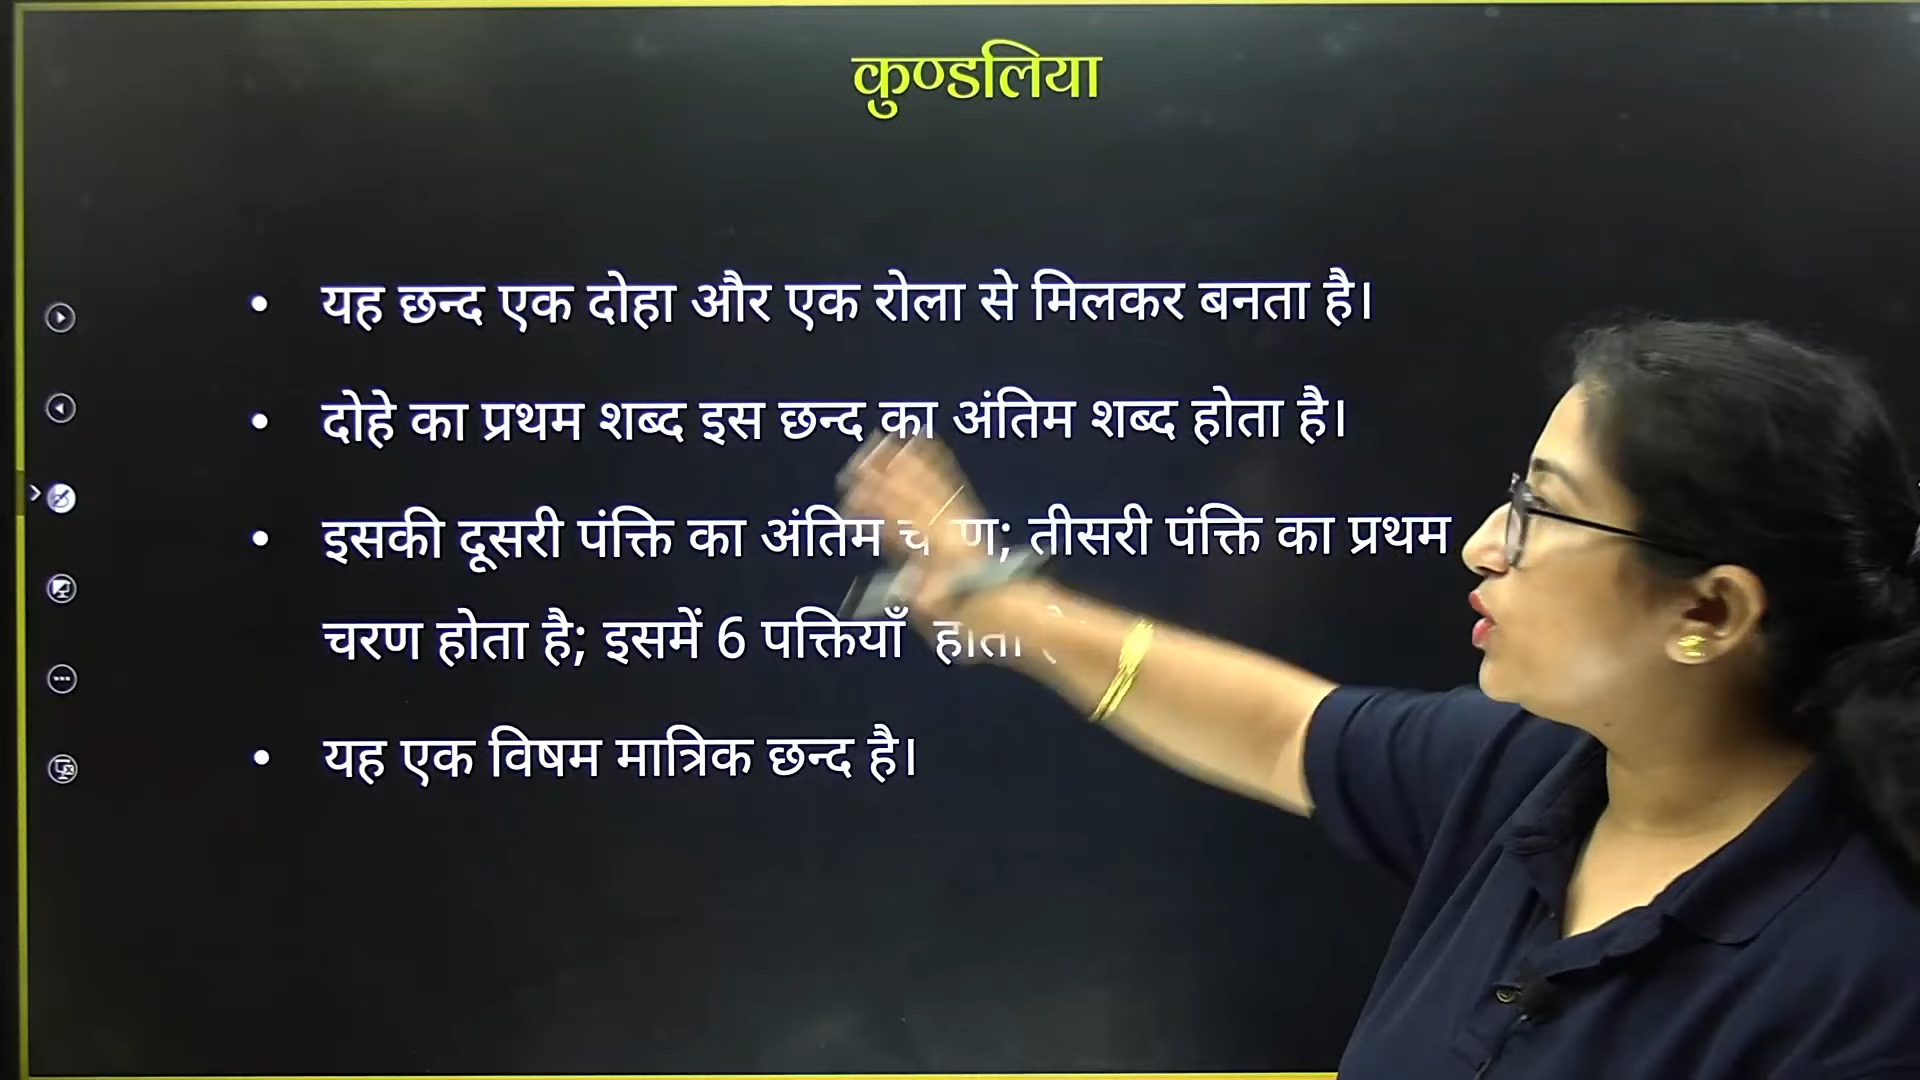 कुण्डलिया
• यह छन्द एक दोहा और एक रोला से मिलकर बनता है।
• दोहे का प्रथम शब्द इस छन्द का अंतिम शब्द होता है।
• इसकी दूसरी पंक्ति का अंतिम तीसरी पंक्ति का प्रथम
चरण होता है; इसमें 6 पक्तियाँ
• यह एक विषम मात्रिक छन्द है।